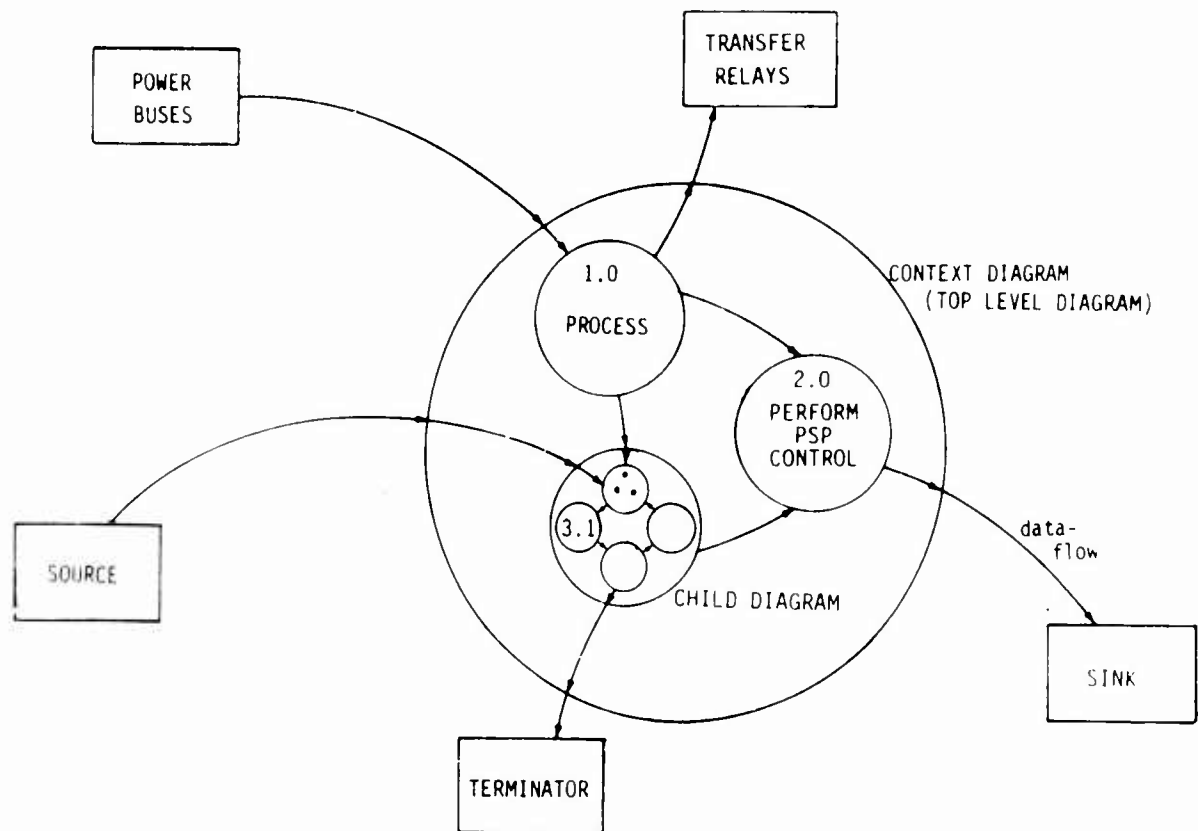 TRANSFER
RELAYS
POWER
BUSES
1.0
PROCESS
CONTEXT DIAGRAM
(TOP LEVEL DIAGRAM)
2.0
PERFORM
PSP
CONTROL
3.1
data-
flow
SOURCE
CHILD DIAGRAM
SINK
TERMINATOR